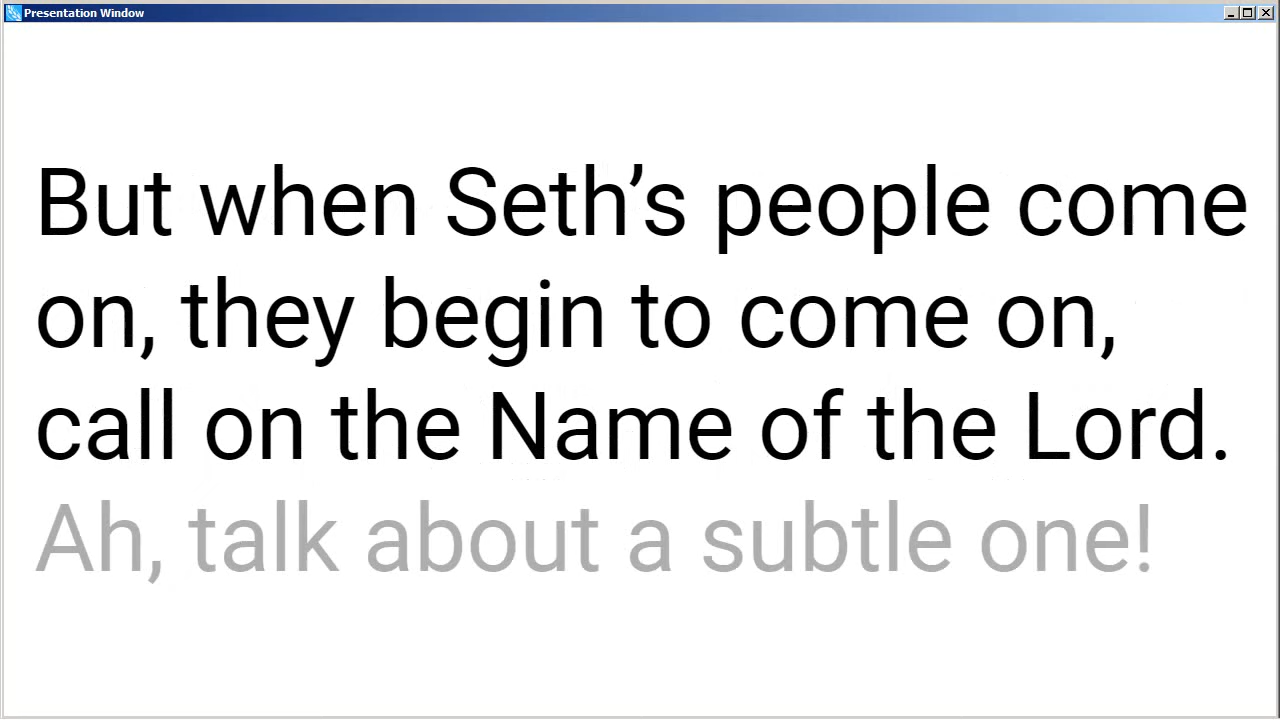 Presentation Window
But when Seth’s people come
on, they begin to come on,
call on the Name of the Lord.
Ah, talk about a subtle one!